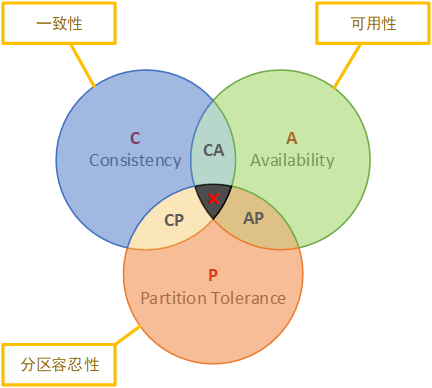 一致性
可用性
C
Consistency
CA
A
Availability
CP
AP
P
Partition Tolerance
分区容忍性